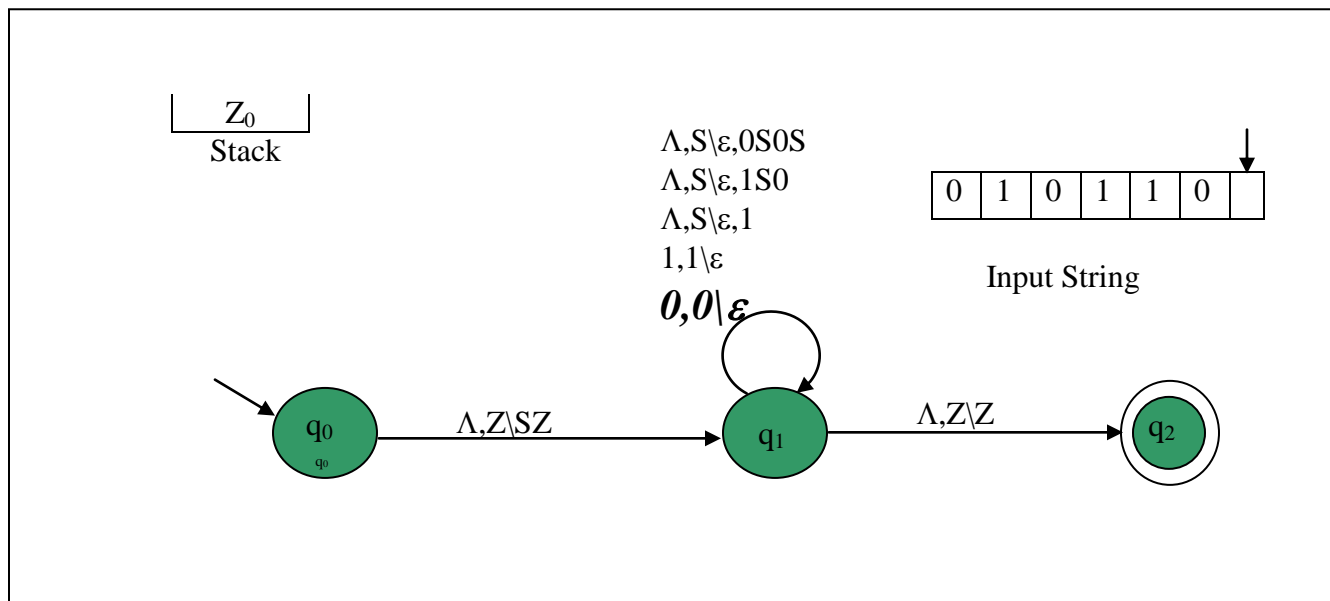 Z₀
Stack
Λ,S\ε,0S0S
Λ,S\ε,1S0
Λ,S\ε,1
1,1\ε
0,0\ε
0 1 0 1 1 0
Input String
q₀
q₀
Λ,Z\SZ
q₁
Λ,Z\Z
q₂